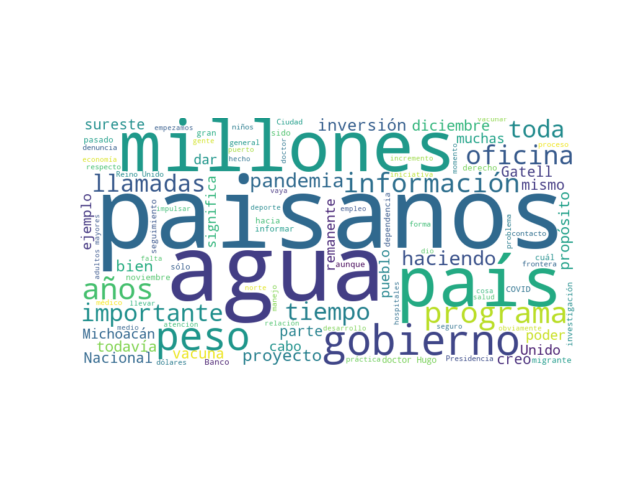 sureste
millones
inversión
diciembre
vacunar
toda
pasado
denuncia
empezamos
gran
gente
Ciudad
niños
puerto
general
sido
hecho
doctor
muchas
oficina
proceso
economía
respecto
Reino Unido
dar
incremento
iniciativa
momento
derecho
Gatell
mismo
llamadas
pandemia
información
ejemplo
paisanos
impulsar
seguimiento
significa
vaya
deporte
empleo
hacia
informar
dependencia
forma
problema
contacto
propósito
adultos mayores
bien
falta
sólo
agua
remanente
aunque
pueblo
haciendo
dio
cuál
frontera
país
años
noviembre
médico
llevar
norte
manejo
hospitales
cosa
salud
COVID
investigación
importante
tiempo
programa
Michoacán
medio
atención
peso
relación
desarrollo
parte
gobierno
seguro
obviamente
poder
todavía
Nacional
vacuna
proyecto
cabo
Unido
dólares
Banco
práctica
doctor Hugo
Presidencia
creo
migrante